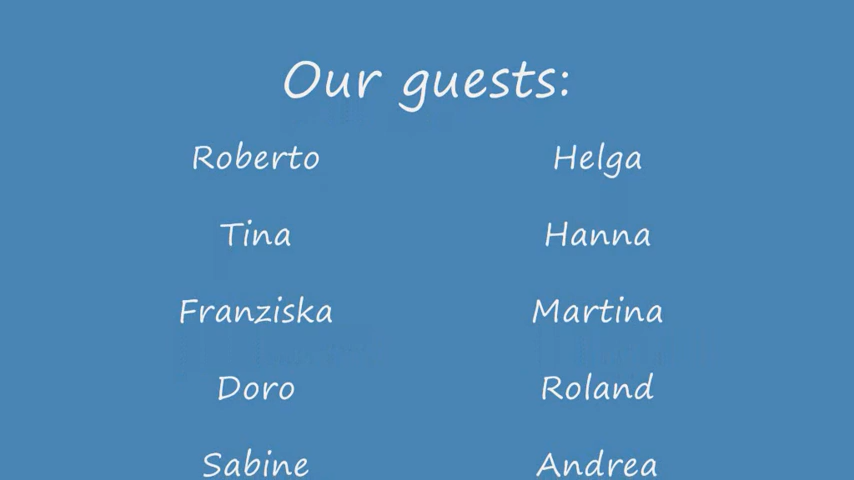 Our guests:
Roberto Helga
Tina Hanna
Franziska Martina
Doro Roland
Sabine Andrea